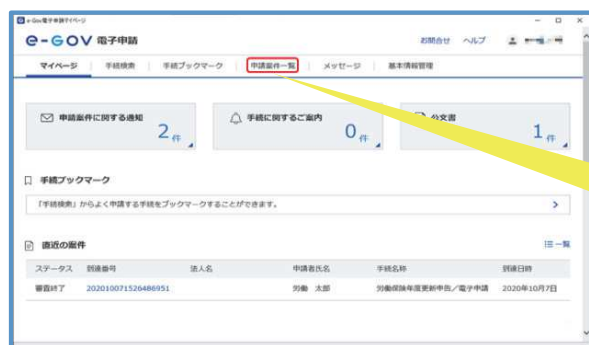 e-Gov電子申請マイページ
e-GOV 電子申請
お問合せ ヘルプ
マイページ 手続検索 手続ブックマーク 申請案件一覧 メッセージ 基本情報管理
申請案件に関する通知 2件
手続に関するご案内 0件
公文書 1件
手続ブックマーク
「手続検索」からよく申請する手続をブックマークすることができます。
直近の案件 一覧
ステータス 到達番号 法人名 申請者氏名 手続名称 到達日時
審査終了 202010071526486951 労働 太郎 労働保険年度更新申告／電子申請 2020年10月7日